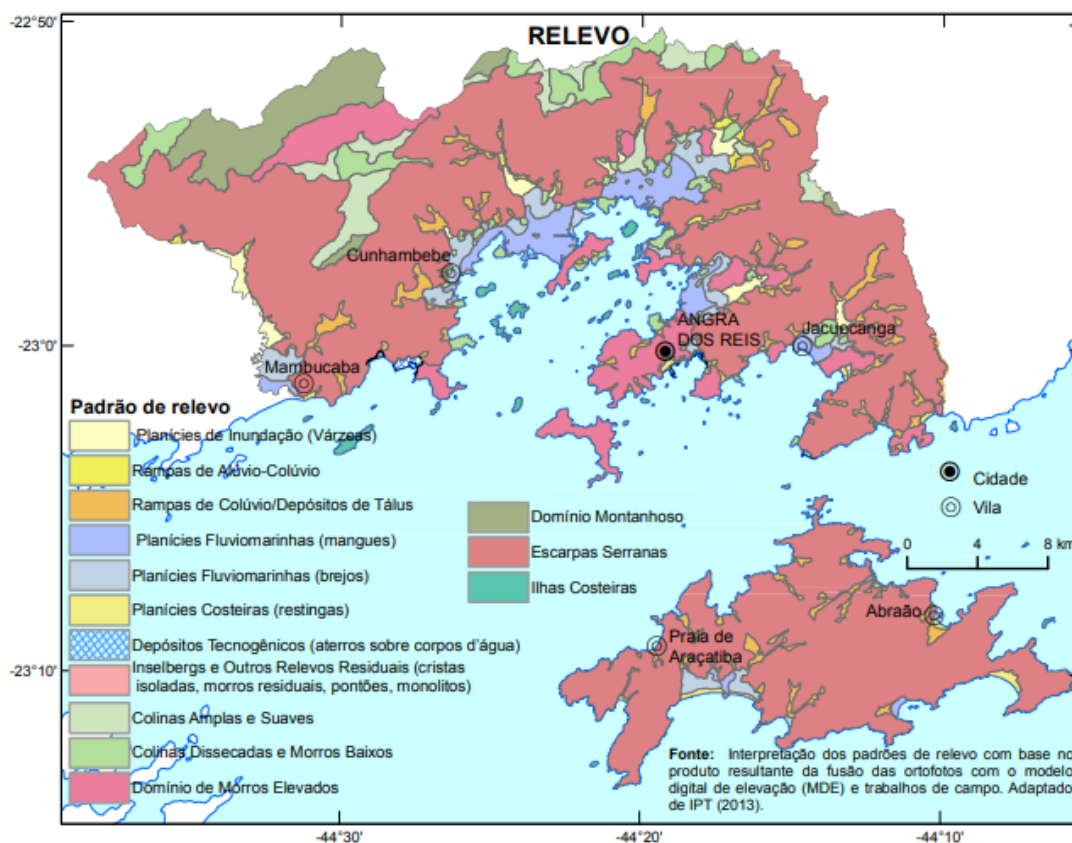 RELEVO
-22°50'
-23°0'
-23°10'
Cunhambebe
ANGRA
DOS REIS
Jacuecanga
Mambucaba
Padrão de relevo
Planícies de Inundação (Várzeas)
Rampas de Alúvio-Colúvio
Rampas de Colúvio/Depósitos de Tálus
Planícies Fluviomarinhas (mangues)
Planícies Fluviomarinhas (brejos)
Planícies Costeiras (restingas)
Depósitos Tecnogênicos (aterros sobre corpos d'água)
Inselbergs e Outros Relevos Residuais (cristas
isoladas, morros residuais, pontões, monolitos)
Colinas Amplas e Suaves
Colinas Dissecadas e Morros Baixos
Domínio de Morros Elevados
Domínio Montanhoso
Escarpas Serranas
Ilhas Costeiras
Cidade
Vila
0 4 8 km
Abraão
Praia de
Araçatiba
Fonte: Interpretação dos padrões de relevo com base no
produto resultante da fusão das ortofotos com o modelo
digital de elevação (MDE) e trabalhos de campo. Adaptado
de IPT (2013).
-44°30' -44°20' -44°10'